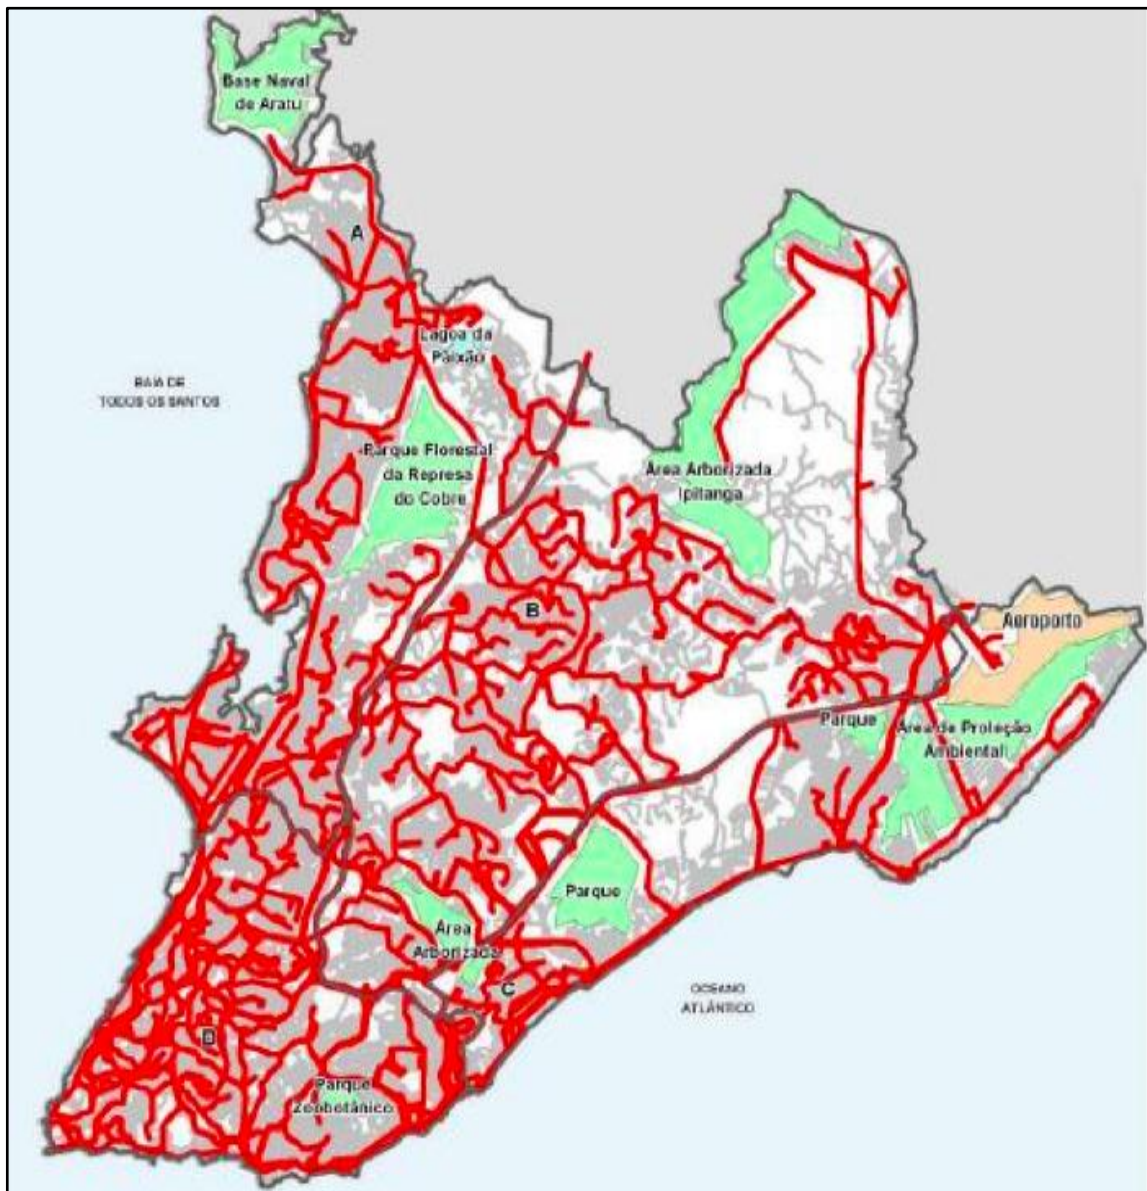 Base Naval
de Aratu
A
Lagoa da
Paixão
BAIA DE
TODOS OS SANTOS
Parque Florestal
da Represa
do Cobre
Área Arborizada
Ipitanga
B
Aeroporto
Parque
Área de Proteção
Ambiental
Parque
Área
Arborizada
C
OCEANO
ATLÂNTICO
Parque
Zoobotânico